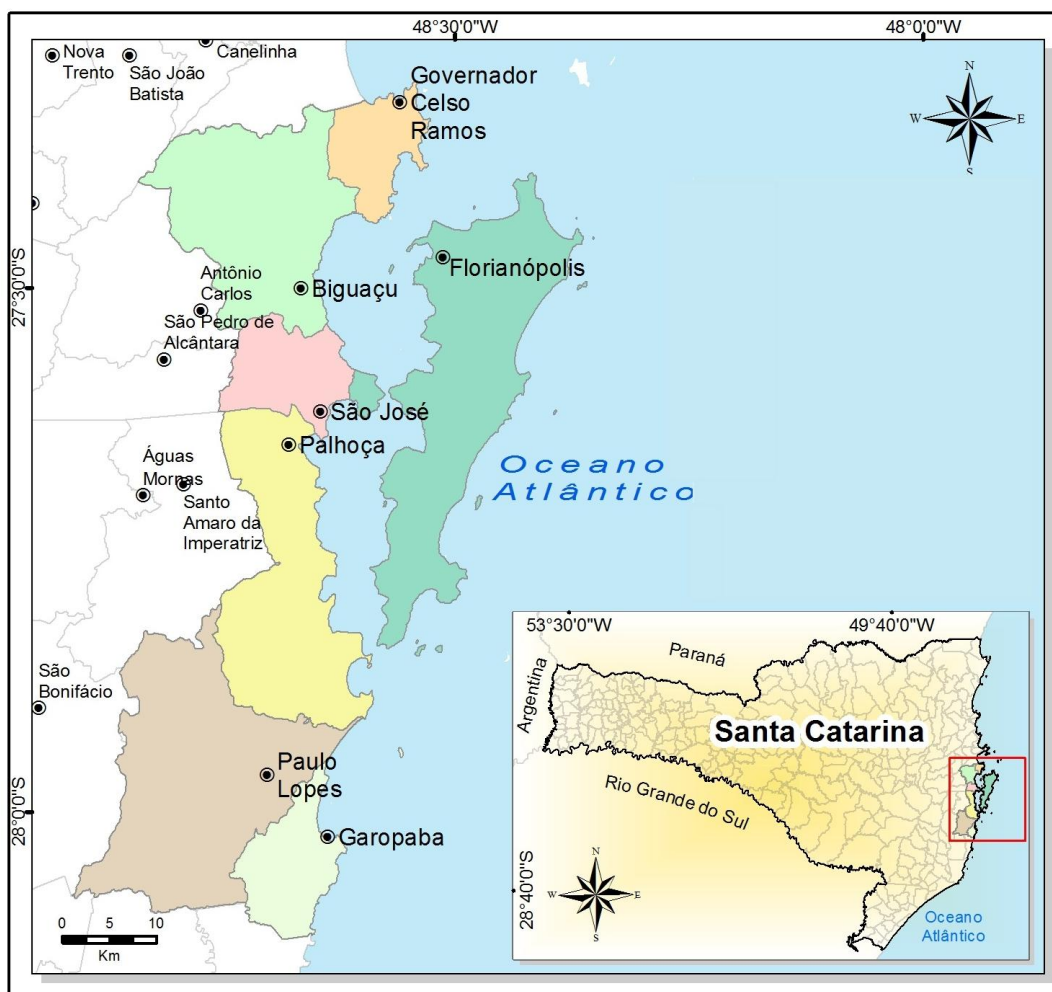 48°30'0"W
48°0'0"W
Nova
Trento
São João
Batista
Canelinha
Governador
Celso
Ramos
N
W
E
S
27°30'0"S
Antônio
Carlos
Biguaçu
Florianópolis
São Pedro de
Alcântara
São José
Palhoça
Águas
Mornas
Santo
Amaro da
Imperatriz
Oceano
Atlântico
São
Bonifácio
Paulo
Lopes
28°0'0"S
Garopaba
0 5 10
Km
53°30'0"W
49°40'0"W
Argentina
Paraná
Santa Catarina
Rio Grande do Sul
28°40'0"S
N
W
E
S
Oceano
Atlântico